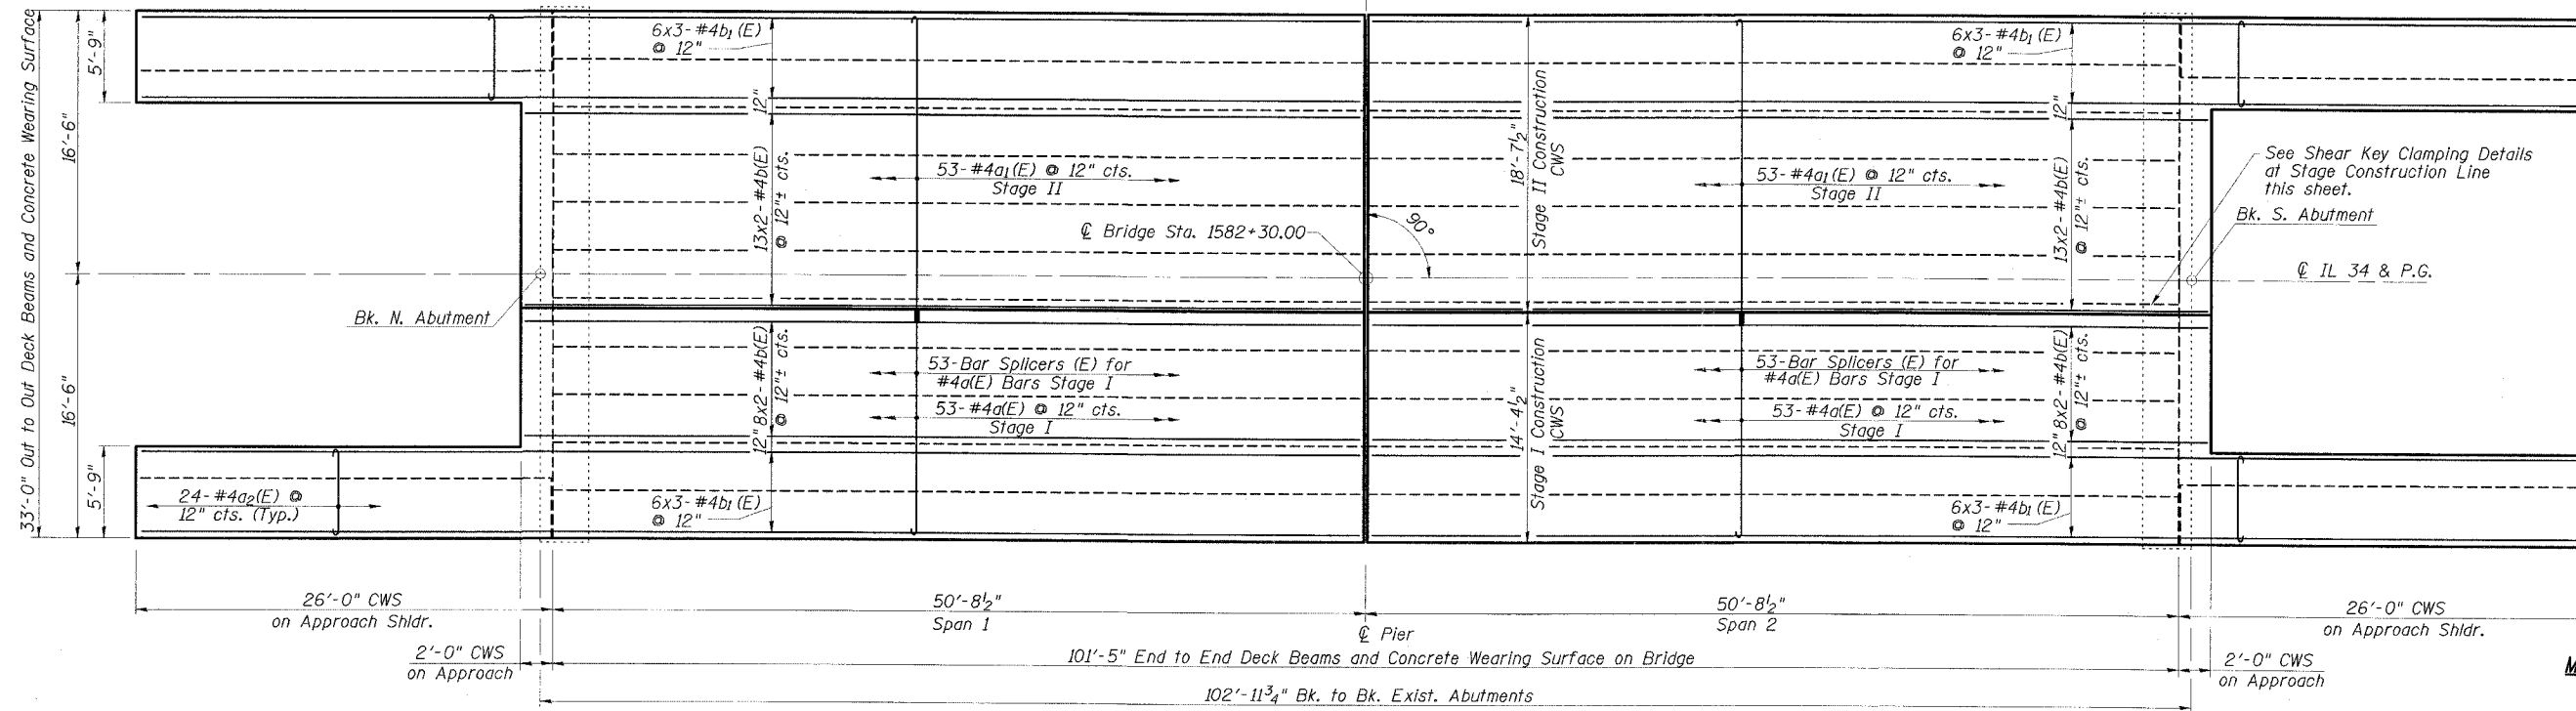 33'-0" Out to Out Deck Beams and Concrete Wearing Surface
16'-6"
16'-6"
5'-9"
5'-9"
6x3-#4b₁(E)
@ 12"
12"
13x2-#4b(E)
@ 12"± cts.
53-#4a₁(E) @ 12" cts.
Stage II
℄ Bridge Sta. 1582+30.00
90°
18'-7½"
Stage II Construction
CWS
6x3-#4b₁(E)
@ 12"
12"
13x2-#4b(E)
@ 12"± cts.
53-#4a₁(E) @ 12" cts.
Stage II
See Shear Key Clamping Details
at Stage Construction Line
this sheet.
Bk. S. Abutment
℄ IL 34 & P.G.
Bk. N. Abutment
12" 8x2-#4b(E)
@ 12"± cts.
53-Bar Splicers (E) for
#4a(E) Bars Stage I
53-#4a(E) @ 12" cts.
Stage I
14'-4½"
Stage I Construction
CWS
53-Bar Splicers (E) for
#4a(E) Bars Stage I
53-#4a(E) @ 12" cts.
Stage I
12" 8x2-#4b(E)
@ 12"± cts.
24-#4a₂(E) @
12" cts. (Typ.)
6x3-#4b₁(E)
@ 12"
6x3-#4b₁(E)
@ 12"
26'-0" CWS
on Approach Shldr.
50'-8½"
Span 1
℄ Pier
50'-8½"
Span 2
26'-0" CWS
on Approach Shldr.
2'-0" CWS
on Approach
101'-5" End to End Deck Beams and Concrete Wearing Surface on Bridge
2'-0" CWS
on Approach
102'-11¾" Bk. to Bk. Exist. Abutments
M